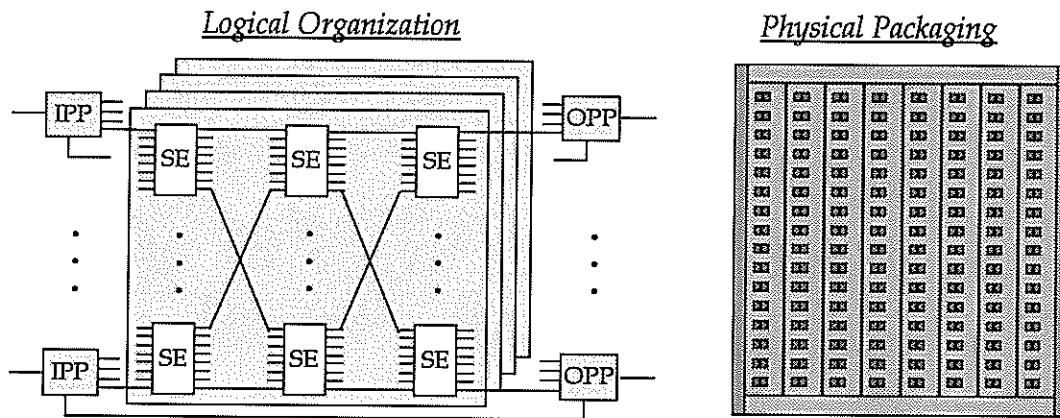 Logical Organization
Physical Packaging
IPP
OPP
SE
SE
SE
SE
SE
SE
IPP
OPP